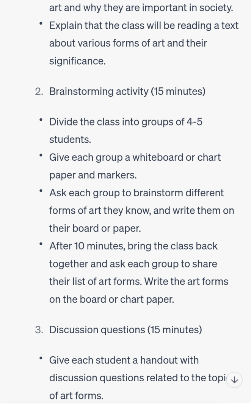 art and why they are important in society.
• Explain that the class will be reading a text
about various forms of art and their
significance.
2. Brainstorming activity (15 minutes)
• Divide the class into groups of 4-5
students.
• Give each group a whiteboard or chart
paper and markers.
• Ask each group to brainstorm different
forms of art they know, and write them on
their board or paper.
• After 10 minutes, bring the class back
together and ask each group to share
their list of art forms. Write the art forms
on the board or chart paper.
3. Discussion questions (15 minutes)
• Give each student a handout with
discussion questions related to the topic
of art forms.